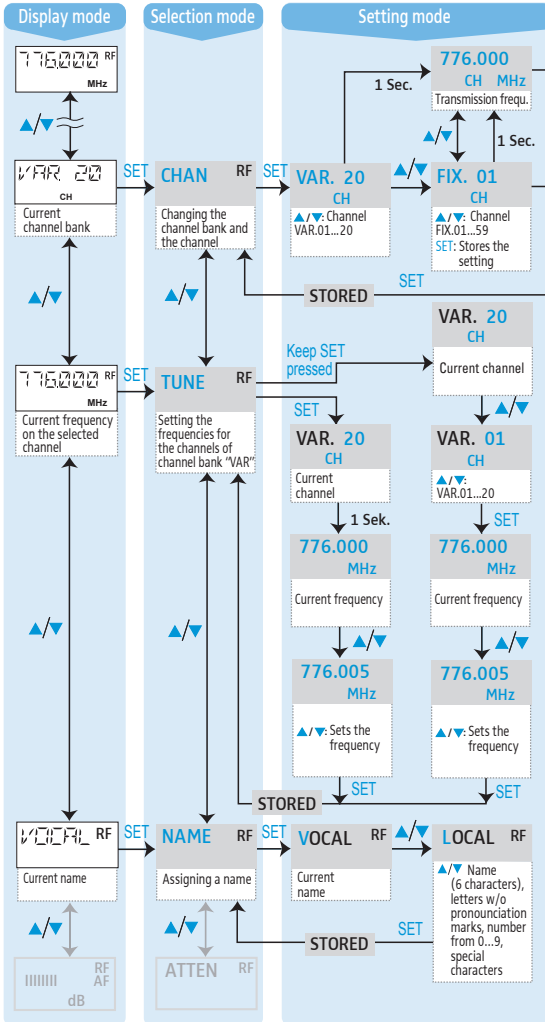 Display mode
Selection mode
Setting mode
776.000 RF
MHz
▲/▼
VAR. 20
CH
Current
channel bank
SET
CHAN RF
Changing the
channel bank and
the channel
SET
VAR. 20
CH
▲/▼: Channel
VAR.01...20
1 Sec.
776.000
CH MHz
Transmission frequ.
▲/▼
1 Sec.
▲/▼
FIX. 01
CH
▲/▼: Channel
FIX.01...59
SET: Stores the
setting
SET
STORED
▲/▼
▲/▼
776.000 RF
MHz
Current frequency
on the selected
channel
SET
TUNE RF
Setting the
frequencies for
the channels of
channel bank "VAR"
Keep SET
pressed
SET
VAR. 20
CH
Current
channel
1 Sek.
776.000
MHz
Current frequency
▲/▼
776.005
MHz
▲/▼: Sets the
frequency
SET
VAR. 20
CH
Current channel
▲/▼
VAR. 01
CH
▲/▼:
VAR.01...20
SET
776.000
MHz
Current frequency
▲/▼
776.005
MHz
▲/▼: Sets the
frequency
SET
STORED
▲/▼
▲/▼
VOCAL RF
Current name
SET
NAME RF
Assigning a name
SET
VOCAL RF
Current
name
▲/▼
LOCAL RF
▲/▼ Name
(6 characters),
letters w/o
pronounciation
marks, number
from 0...9,
special
characters
SET
STORED
▲/▼
▲/▼
RF
AF
dB
ATTEN RF